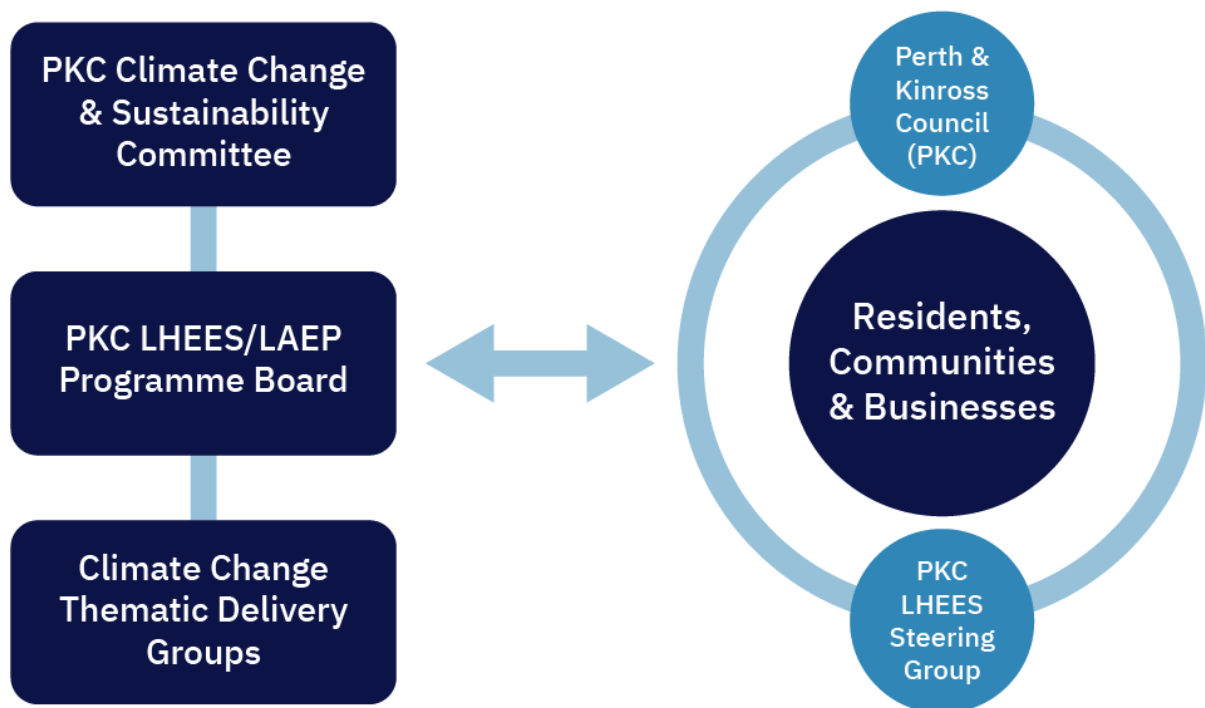 PKC Climate Change
& Sustainability
Committee
PKC LHEES/LAEP
Programme Board
Climate Change
Thematic Delivery
Groups
Perth &
Kinross
Council
(PKC)
Residents,
Communities
& Businesses
PKC
LHEES
Steering
Group